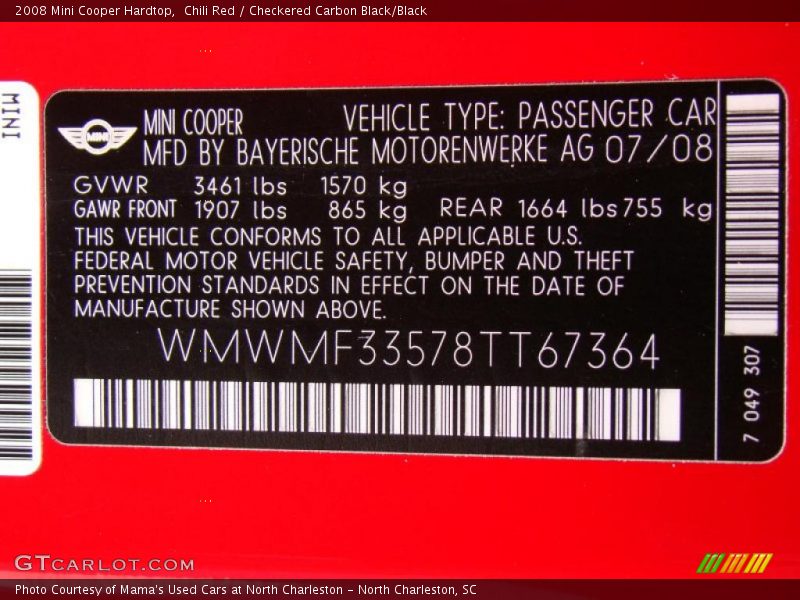 2008 Mini Cooper Hardtop,  Chili Red / Checkered Carbon Black/Black
MINI
MINI
MINI COOPER
VEHICLE TYPE: PASSENGER CAR
MFD BY BAYERISCHE MOTORENWERKE AG 07/08
GVWR 3461 lbs 1570 kg
GAWR FRONT 1907 lbs 865 kg REAR 1664 lbs 755 kg
THIS VEHICLE CONFORMS TO ALL APPLICABLE U.S.
FEDERAL MOTOR VEHICLE SAFETY, BUMPER AND THEFT
PREVENTION STANDARDS IN EFFECT ON THE DATE OF
MANUFACTURE SHOWN ABOVE.
WMWMF33578TT67364
7 049 307
GTCARLOT.COM
Photo Courtesy of Mama's Used Cars at North Charleston - North Charleston, SC